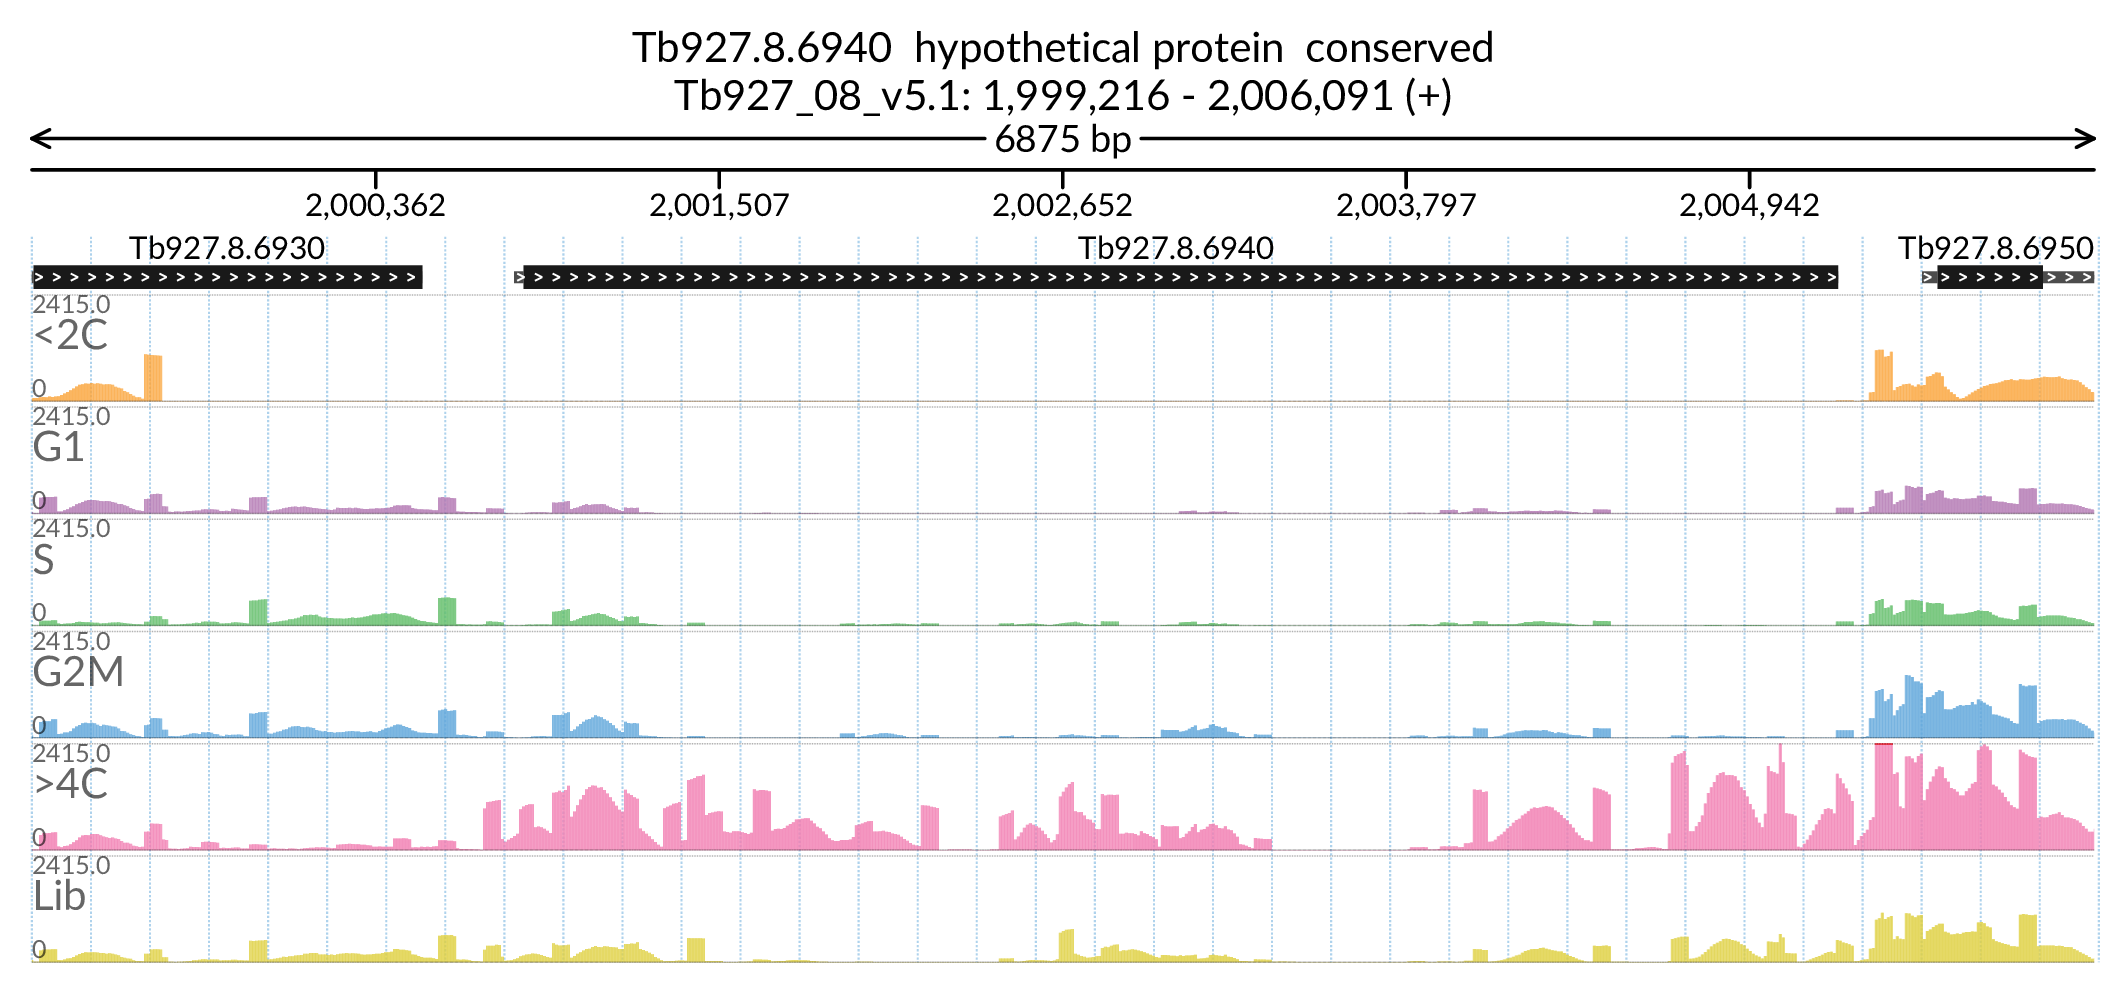 Tb927.8.6940 hypothetical protein conserved
Tb927_08_v5.1: 1,999,216 - 2,006,091 (+)
6875 bp
2,000,362 2,001,507 2,002,652 2,003,797 2,004,942
Tb927.8.6930 Tb927.8.6940 Tb927.8.6950
2415.0
<2C
0
2415.0
G1
0
2415.0
S
0
2415.0
G2M
0
2415.0
>4C
0
2415.0
Lib
0